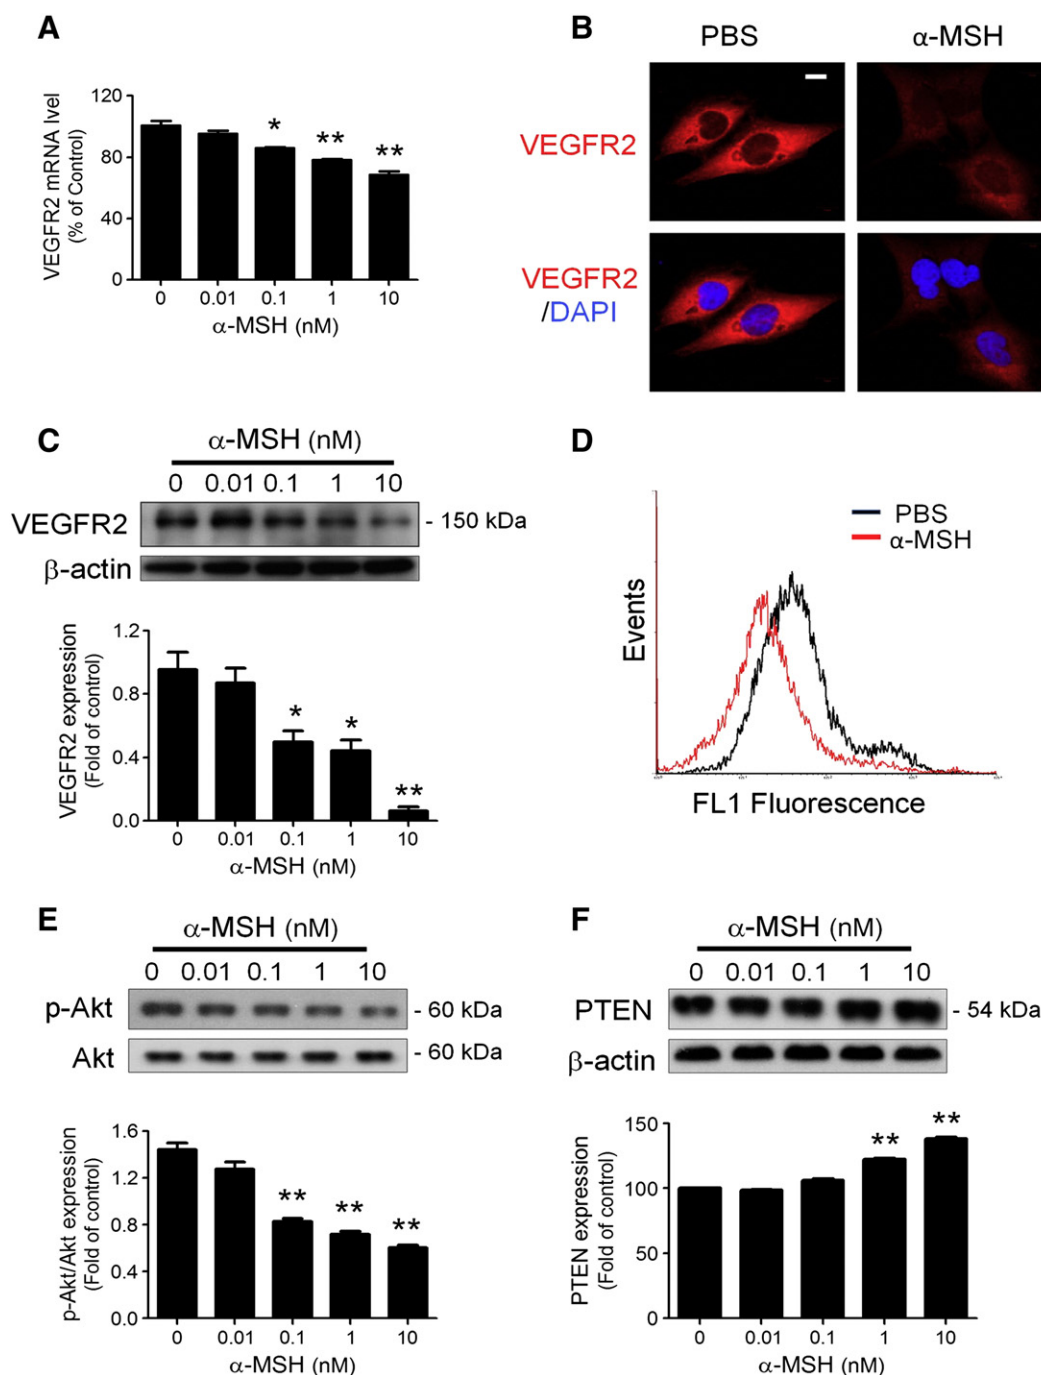 A
VEGFR2 mRNA lvel
(% of Control)
120
80
40
0
*
**
**
0 0.01 0.1 1 10
α-MSH (nM)
B
PBS α-MSH
VEGFR2
VEGFR2
/DAPI
C
α-MSH (nM)
0 0.01 0.1 1 10
VEGFR2
- 150 kDa
β-actin
VEGFR2 expression
(Fold of control)
1.2
0.8
0.4
0.0
*
*
**
0 0.01 0.1 1 10
α-MSH (nM)
D
PBS
α-MSH
Events
FL1 Fluorescence
E
α-MSH (nM)
0 0.01 0.1 1 10
p-Akt
- 60 kDa
Akt
- 60 kDa
p-Akt/Akt expression
(Fold of control)
1.6
1.2
0.8
0.4
0.0
**
**
**
0 0.01 0.1 1 10
α-MSH (nM)
F
α-MSH (nM)
0 0.01 0.1 1 10
PTEN
- 54 kDa
β-actin
PTEN expression
(Fold of control)
150
100
50
0
**
**
0 0.01 0.1 1 10
α-MSH (nM)